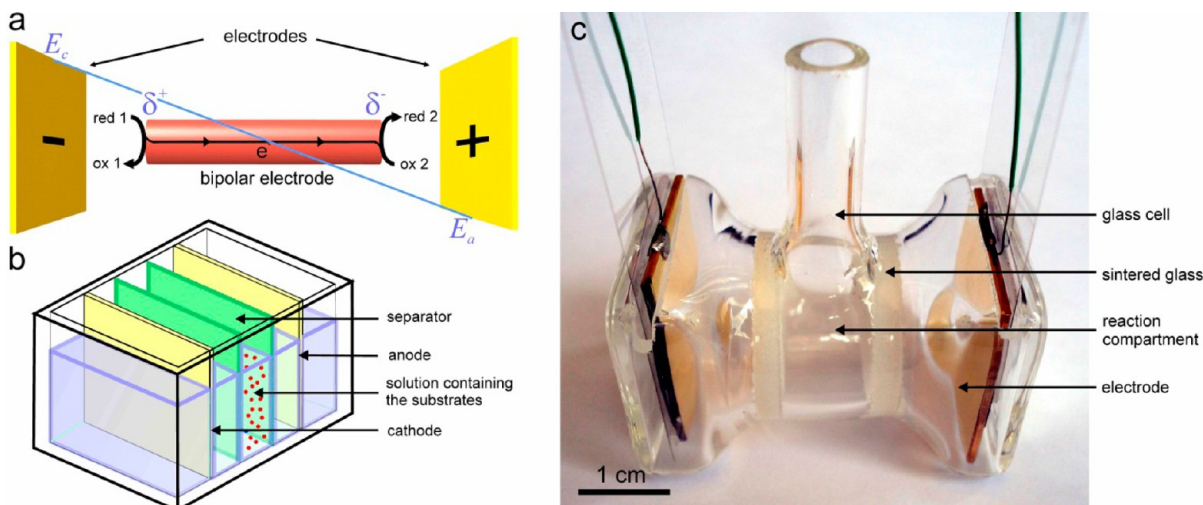 a
electrodes
E_c
δ⁺
δ⁻
red 1
red 2
-
+
e
ox 1
ox 2
bipolar electrode
E_a
b
separator
anode
solution containing
the substrates
cathode
c
glass cell
sintered glass
reaction
compartment
electrode
1 cm